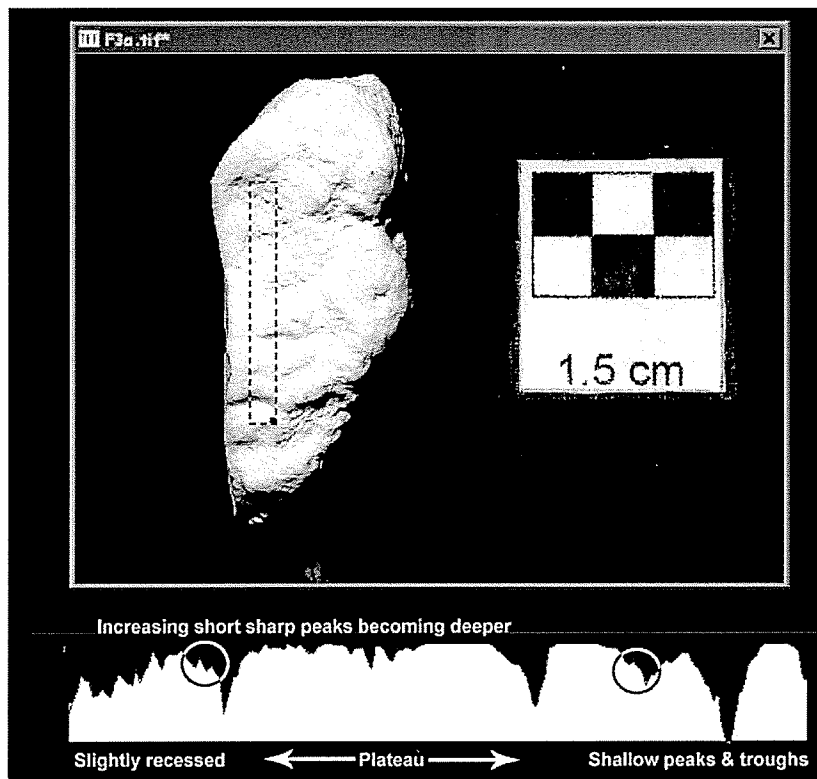 F3a.tif*
1.5 cm
Increasing short sharp peaks becoming deeper
Slightly recessed
Plateau
Shallow peaks & troughs